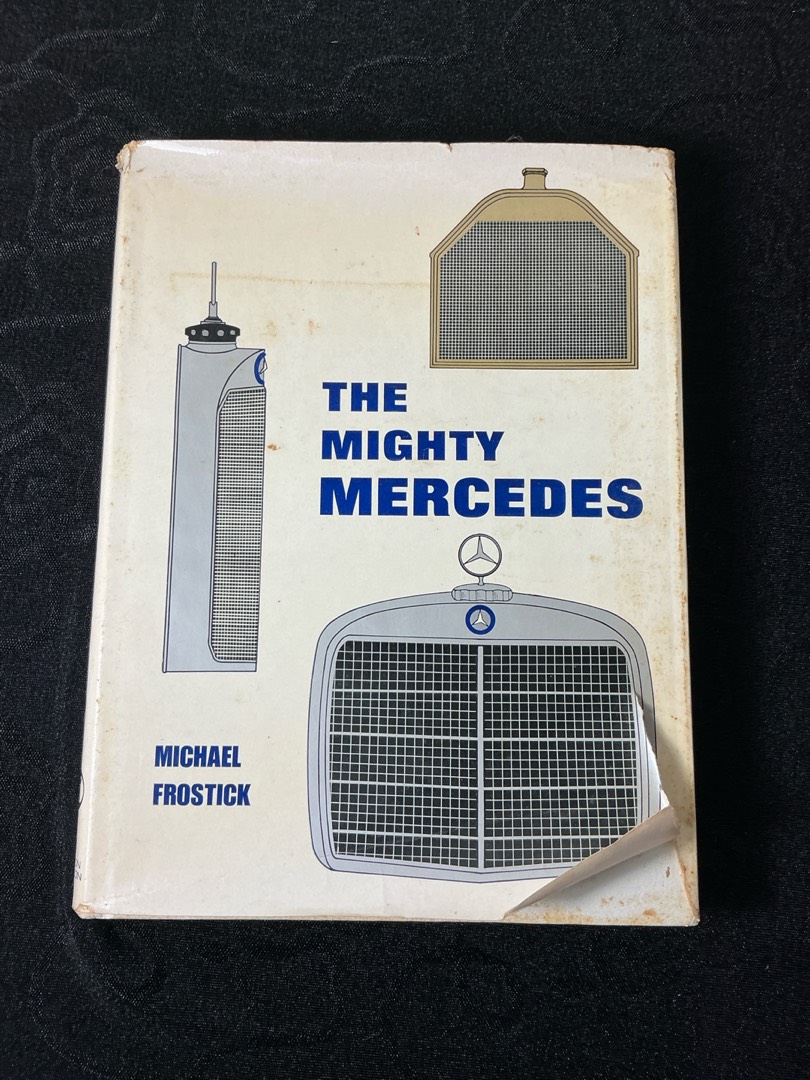 THE
MIGHTY
MERCEDES
MICHAEL
FROSTICK